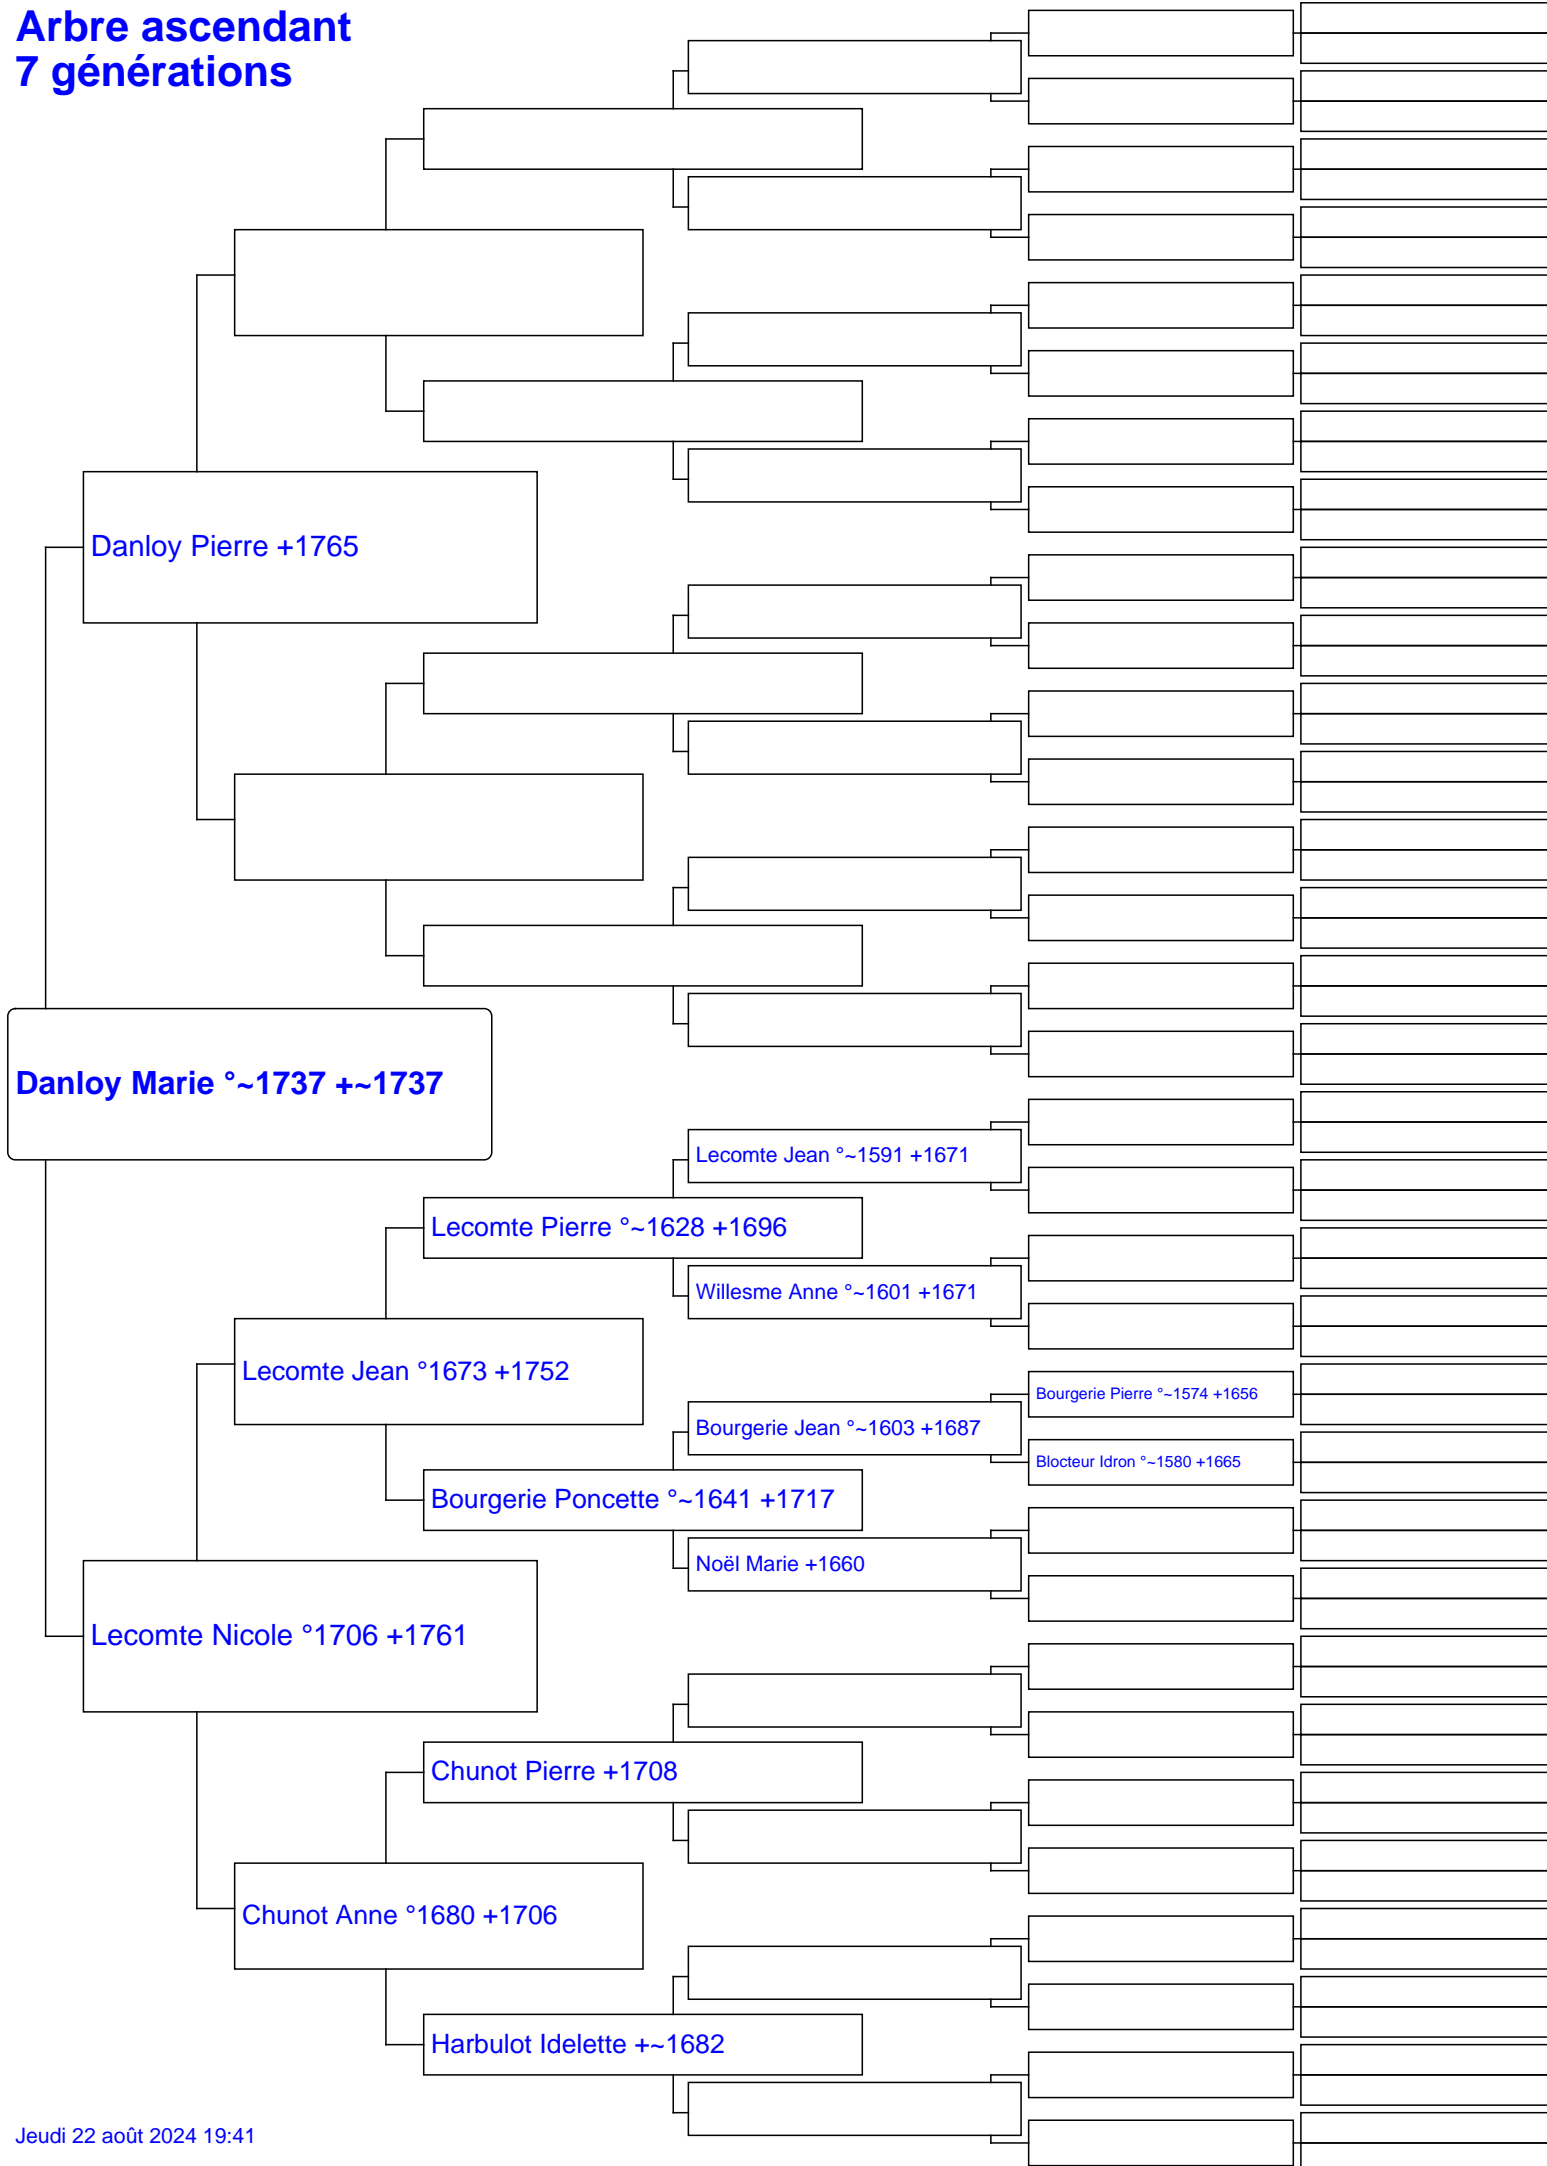 Arbre ascendant
7 générations
Danloy Pierre +1765
Danloy Marie °~1737 +~1737
Lecomte Jean °~1591 +1671
Lecomte Pierre °~1628 +1696
Willesme Anne °~1601 +1671
Lecomte Jean °1673 +1752
Bourgerie Pierre °~1574 +1656
Bourgerie Jean °~1603 +1687
Blocteur Idron °~1580 +1665
Bourgerie Poncette °~1641 +1717
Noël Marie +1660
Lecomte Nicole °1706 +1761
Chunot Pierre +1708
Chunot Anne °1680 +1706
Harbulot Idelette +~1682
Jeudi 22 août 2024 19:41